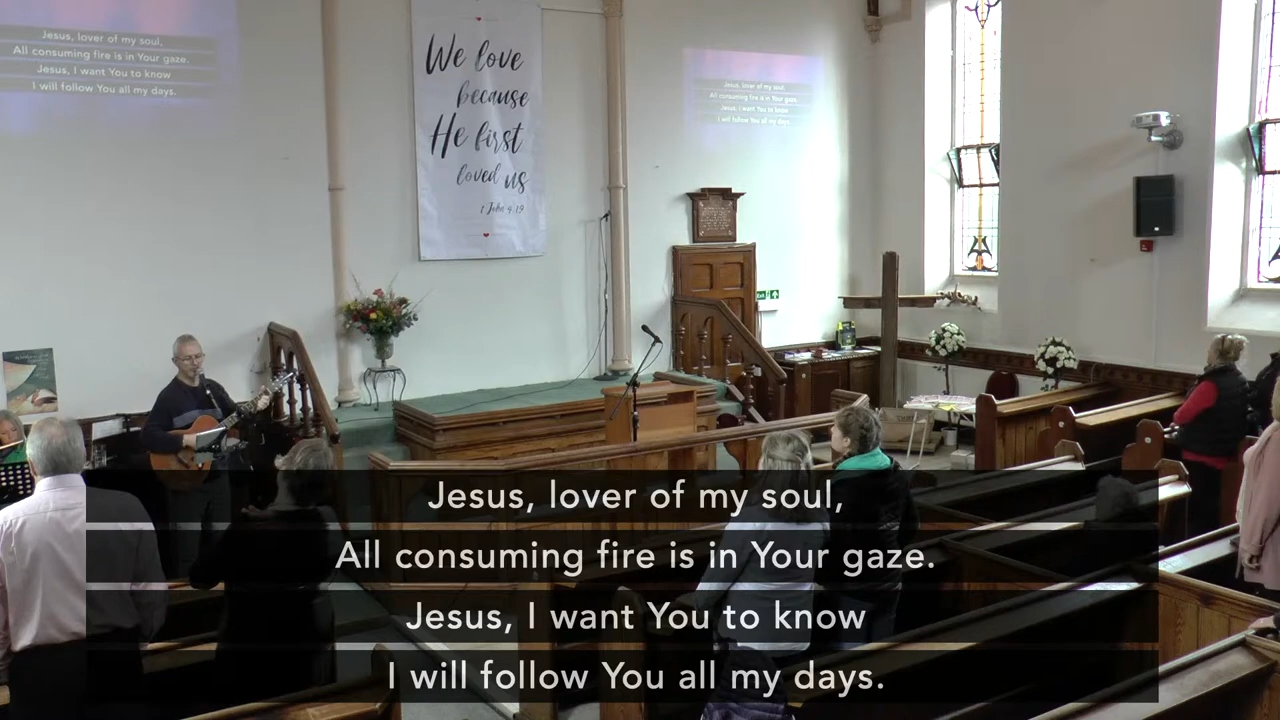 Jesus, lover of my soul,
All consuming fire is in Your gaze.
Jesus, I want You to know
I will follow You all my days.
We love
because
He first
loved us
1 John 4:19
Jesus, lover of my soul,
All consuming fire is in Your gaze.
Jesus, I want You to know
I will follow You all my days.
Jesus, lover of my soul,
All consuming fire is in Your gaze.
Jesus, I want You to know
I will follow You all my days.